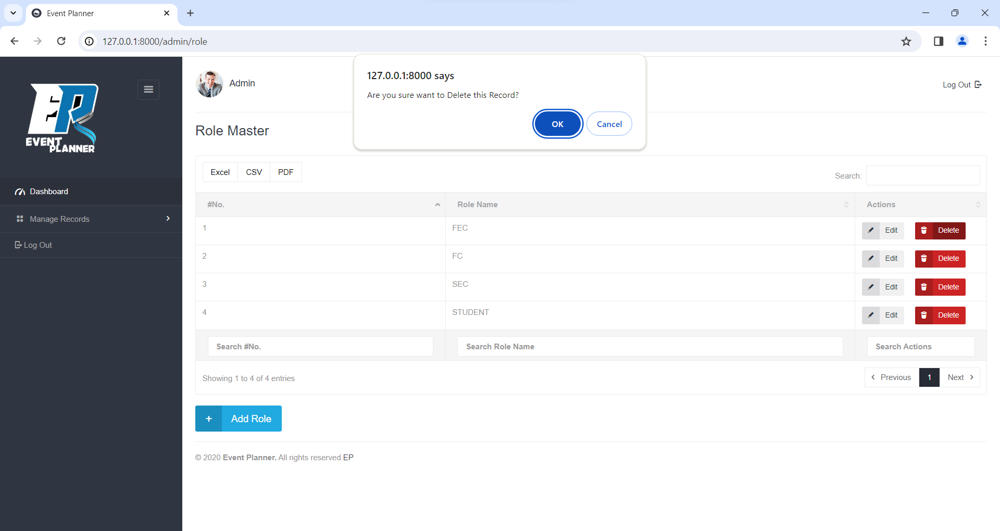 Event Planner
127.0.0.1:8000/admin/role
127.0.0.1:8000 says
Are you sure want to Delete this Record?
OK
Cancel
EVENT
PLANNER
Admin
Log Out
Role Master
Dashboard
Manage Records
Log Out
Excel
CSV
PDF
Search:
#No.
Role Name
Actions
1
FEC
Edit
Delete
2
FC
Edit
Delete
3
SEC
Edit
Delete
4
STUDENT
Edit
Delete
Search #No.
Search Role Name
Search Actions
Showing 1 to 4 of 4 entries
Previous
1
Next
+ Add Role
© 2020 Event Planner. All rights reserved.EP